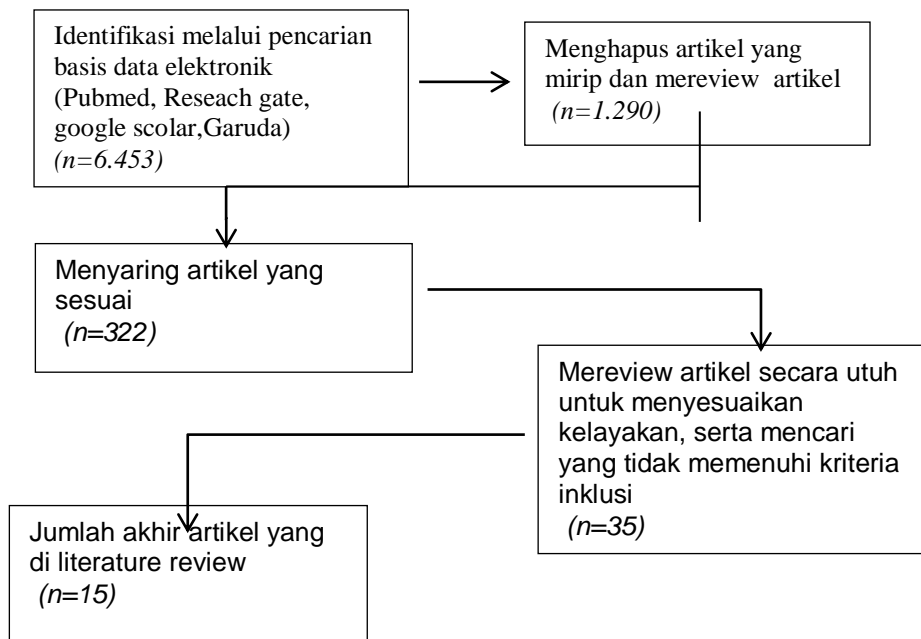 Identifikasi melalui pencarian
basis data elektronik
(Pubmed, Reseach gate,
google scolar,Garuda)
(n=6.453)
Menghapus artikel yang
mirip dan mereview artikel
(n=1.290)
Menyaring artikel yang
sesuai
(n=322)
Mereview artikel secara utuh
untuk menyesuaikan
kelayakan, serta mencari
yang tidak memenuhi kriteria
inklusi
(n=35)
Jumlah akhir artikel yang
di literature review
(n=15)